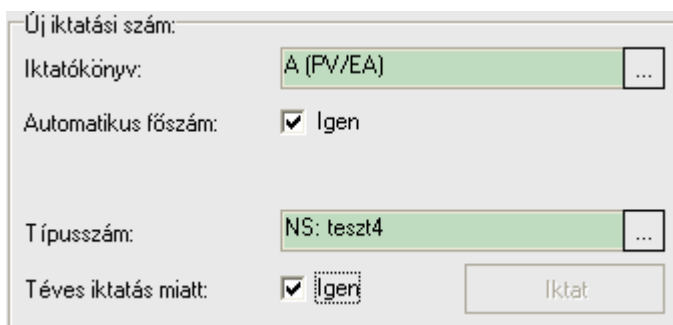 Új iktatási szám:
Iktatókönyv: A (PV/EA) ...
Automatikus főszám: Igen
Típusszám: NS: teszt4 ...
Téves iktatás miatt: Igen Iktat